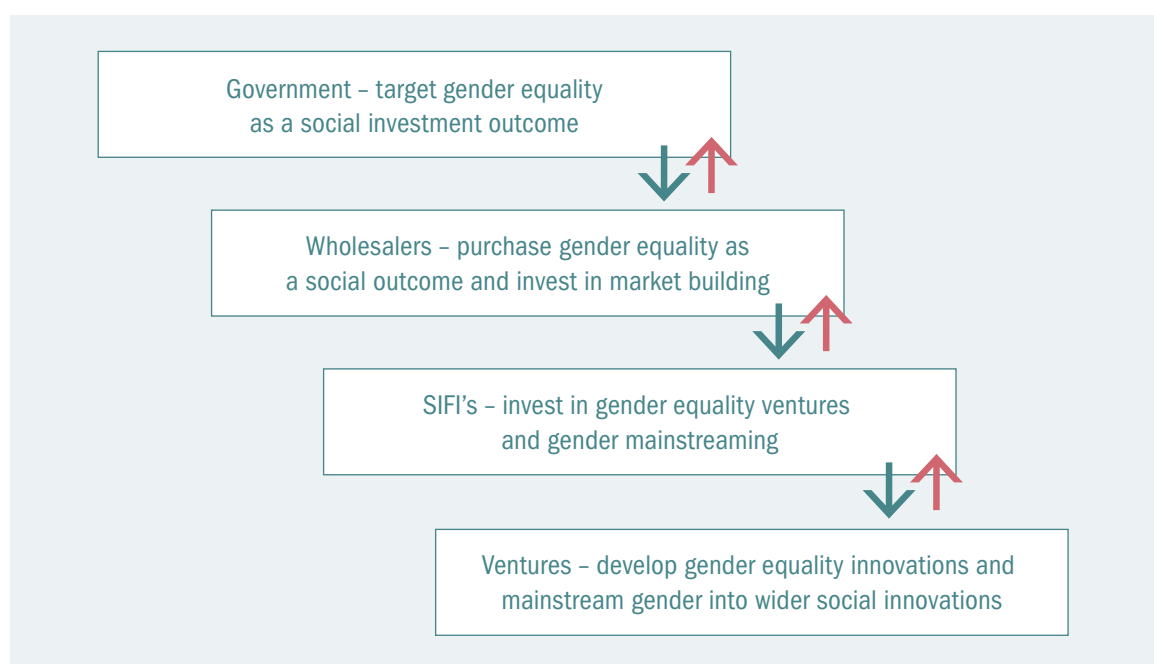 Government – target gender equality
as a social investment outcome
Wholesalers – purchase gender equality as
a social outcome and invest in market building
SIFI's – invest in gender equality ventures
and gender mainstreaming
Ventures – develop gender equality innovations and
mainstream gender into wider social innovations